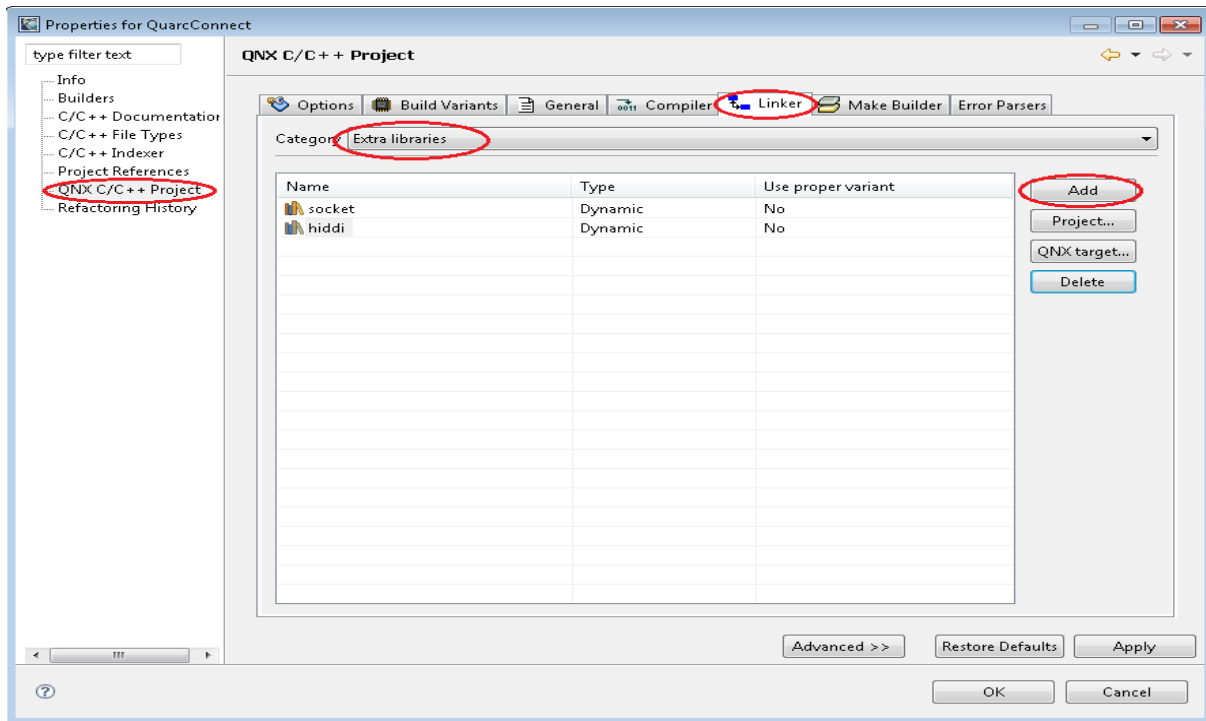 Properties for QuarcConnect
type filter text
Info
Builders
C/C++ Documentation
C/C++ File Types
C/C++ Indexer
Project References
QNX C/C++ Project
Refactoring History
QNX C/C++ Project
Options Build Variants General Compiler Linker Make Builder Error Parsers
Category Extra libraries
Name Type Use proper variant
socket Dynamic No
hiddi Dynamic No
Add
Project...
QNX target...
Delete
Advanced >> Restore Defaults Apply
OK Cancel